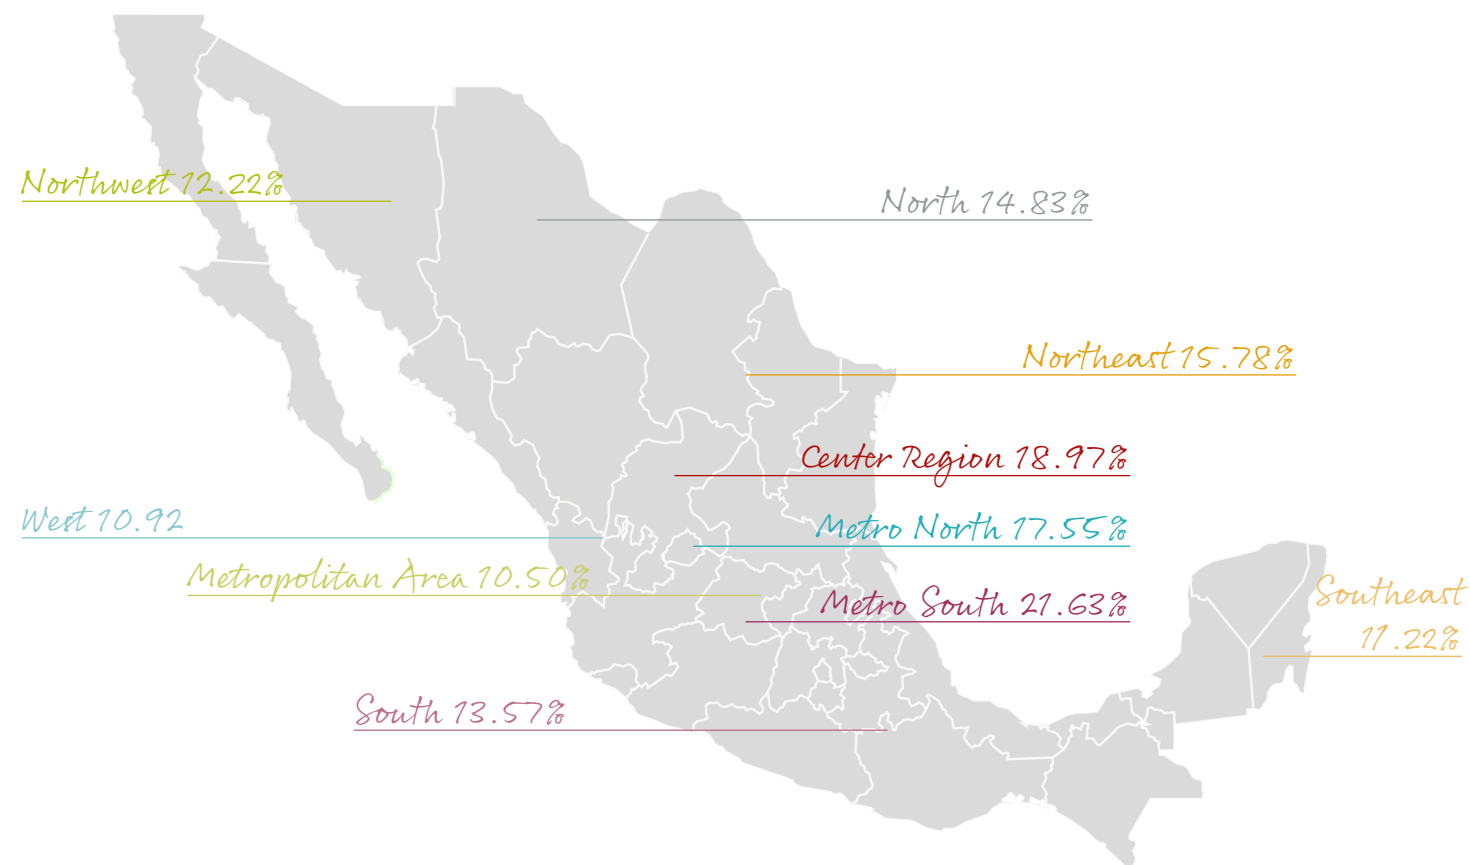 Northwest 12.22%
North 14.83%
Northeast 15.78%
Center Region 18.97%
West 10.92
Metro North 17.55%
Metropolitan Area 10.50%
Metro South 21.63%
Southeast
11.22%
South 13.57%